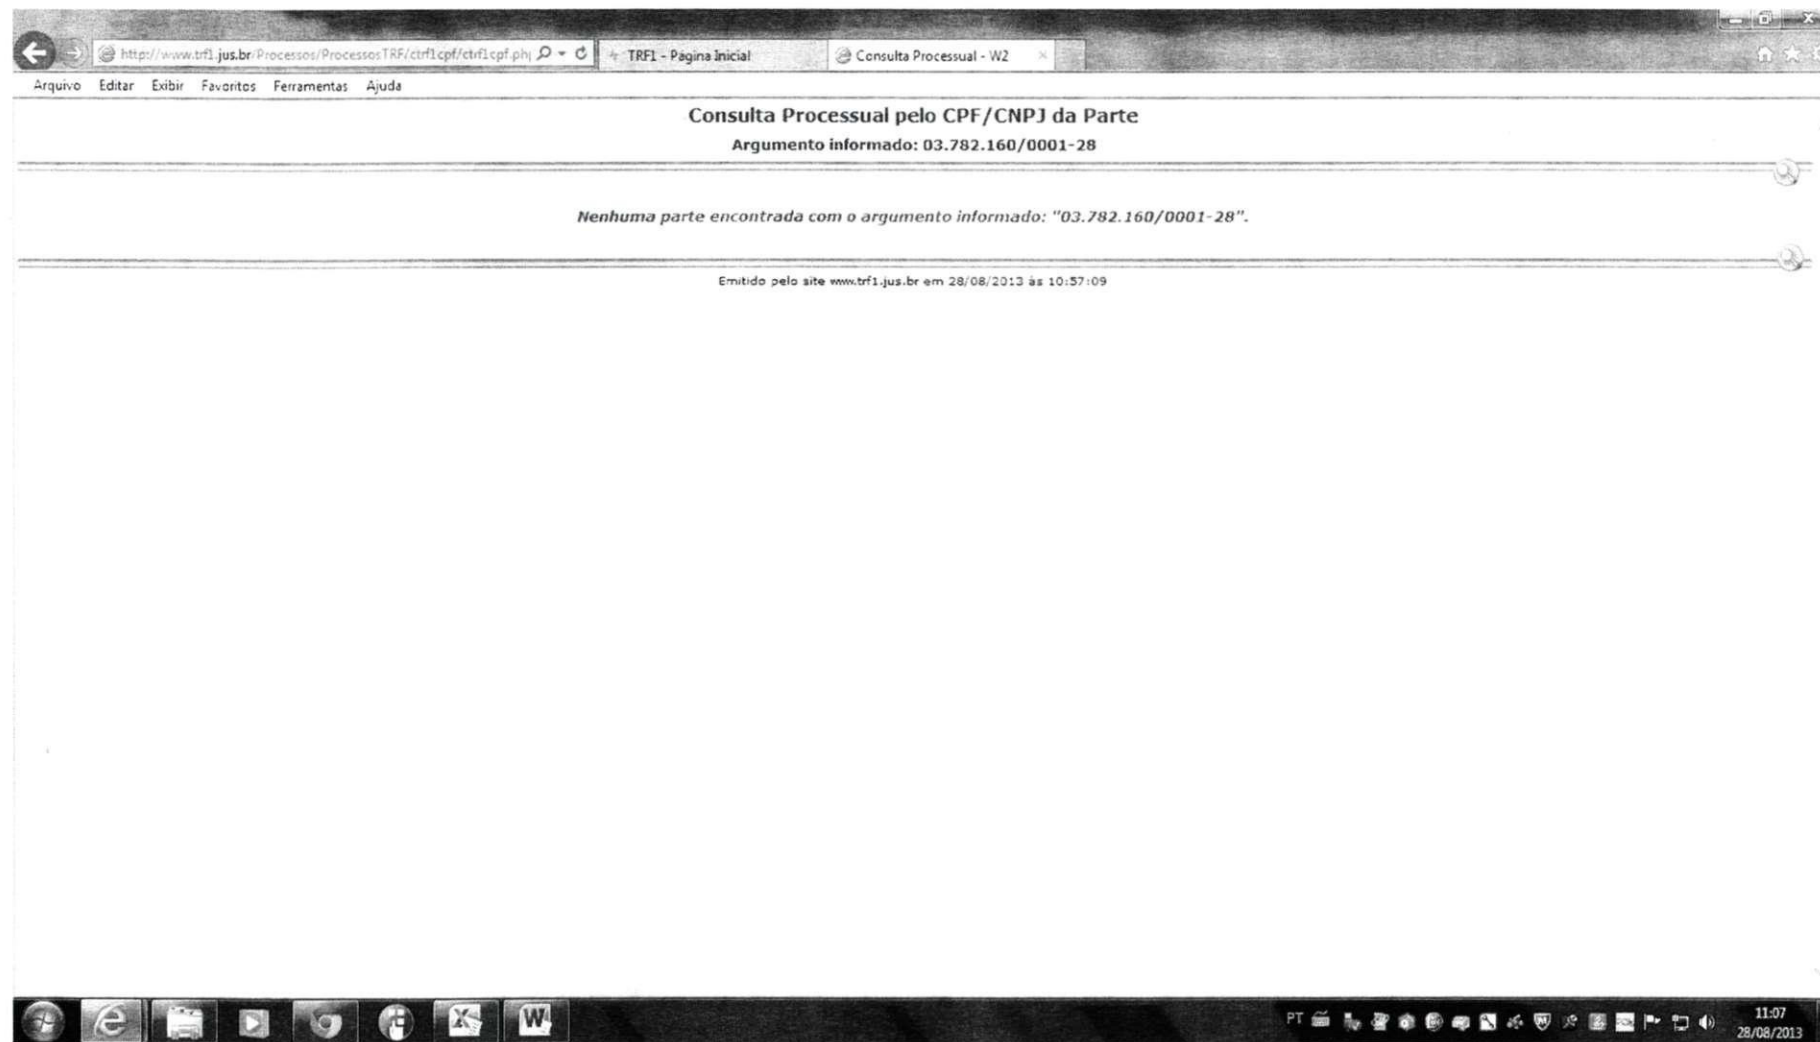 http://www.trf1.jus.br/Processos/ProcessosTRF/ctrf1cpf/ctrf1cpf.php
TRF1 - Página Inicial
Consulta Processual - W2
Arquivo Editar Exibir Favoritos Ferramentas Ajuda
Consulta Processual pelo CPF/CNPJ da Parte
Argumento informado: 03.782.160/0001-28
Nenhuma parte encontrada com o argumento informado: "03.782.160/0001-28".
Emitido pelo site www.trf1.jus.br em 28/08/2013 às 10:57:09
PT
11:07
28/08/2013